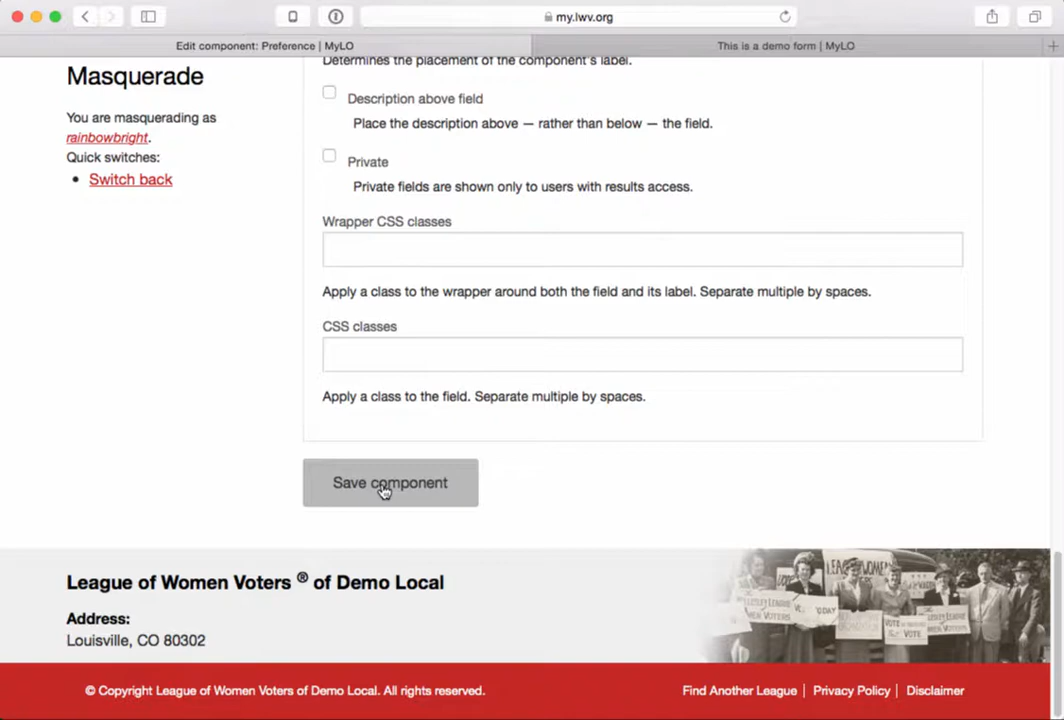 my.lwv.org
Edit component: Preference | MyLO
This is a demo form | MyLO
Masquerade
You are masquerading as
rainbowbright.
Quick switches:
Switch back
Determines the placement of the component's label.
Description above field
Place the description above — rather than below — the field.
Private
Private fields are shown only to users with results access.
Wrapper CSS classes
Apply a class to the wrapper around both the field and its label. Separate multiple by spaces.
CSS classes
Apply a class to the field. Separate multiple by spaces.
Save component
League of Women Voters ® of Demo Local
Address:
Louisville, CO 80302
© Copyright League of Women Voters of Demo Local. All rights reserved.
Find Another League | Privacy Policy | Disclaimer